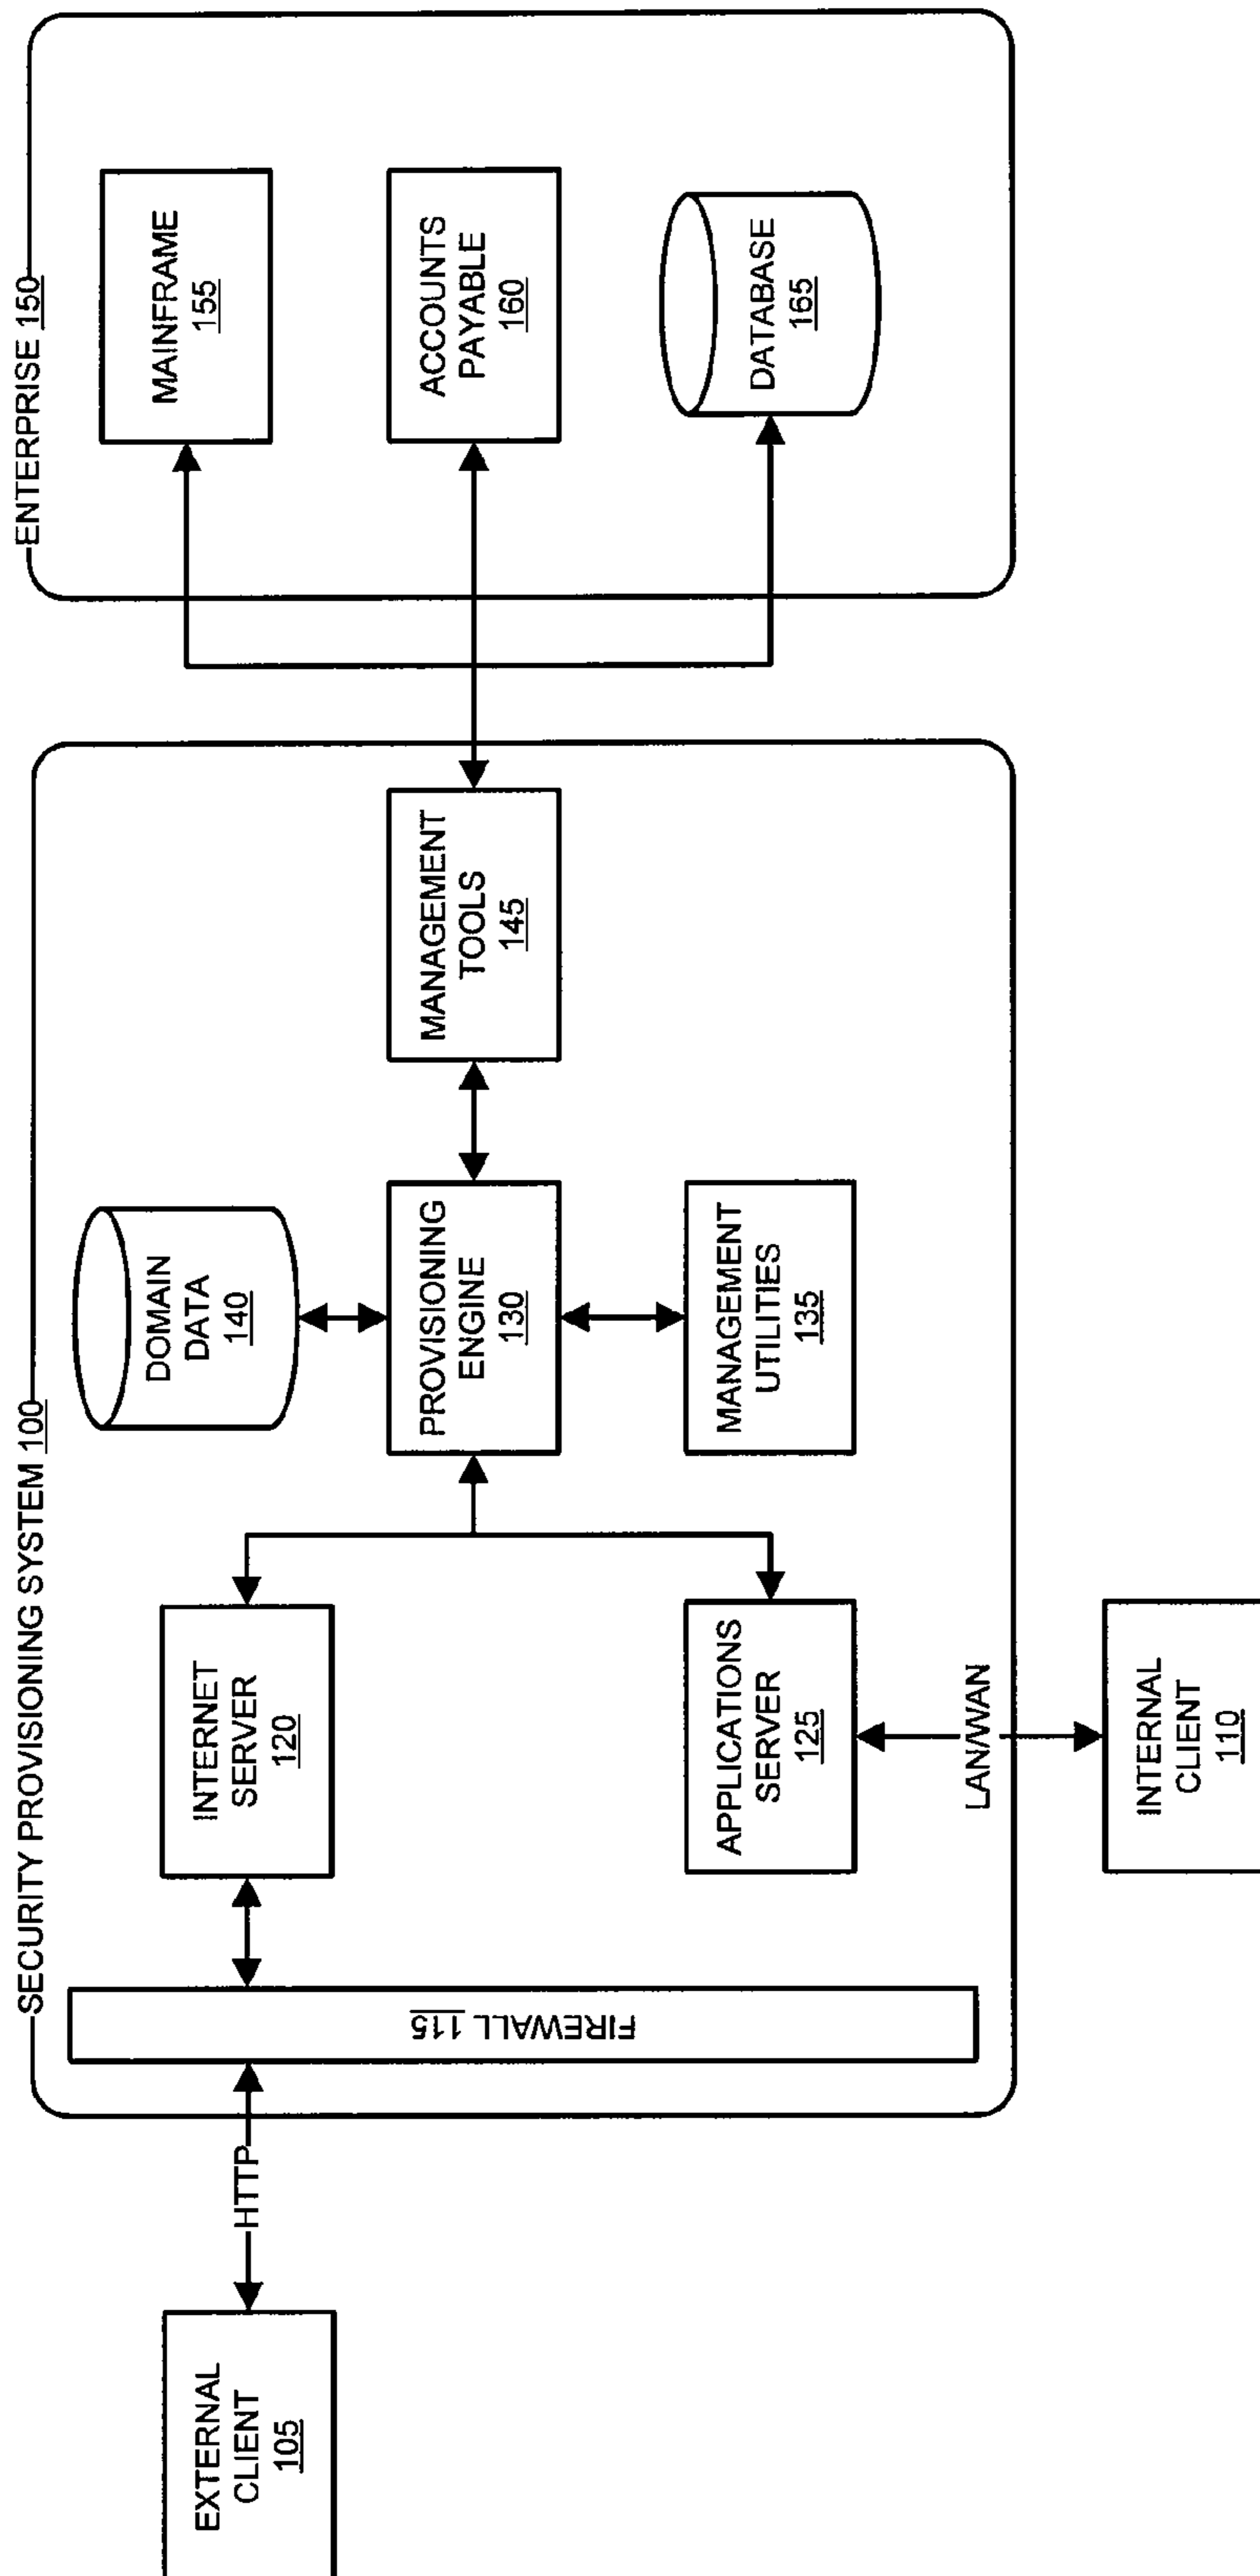 SECURITY PROVISIONING SYSTEM 100
ENTERPRISE 150
EXTERNAL
CLIENT
105
HTTP
FIREWALL 115
INTERNET
SERVER
120
APPLICATIONS
SERVER
125
LAN/WAN
INTERNAL
CLIENT
110
DOMAIN
DATA
140
PROVISIONING
ENGINE
130
MANAGEMENT
UTILITIES
135
MANAGEMENT
TOOLS
145
MAINFRAME
155
ACCOUNTS
PAYABLE
160
DATABASE
165